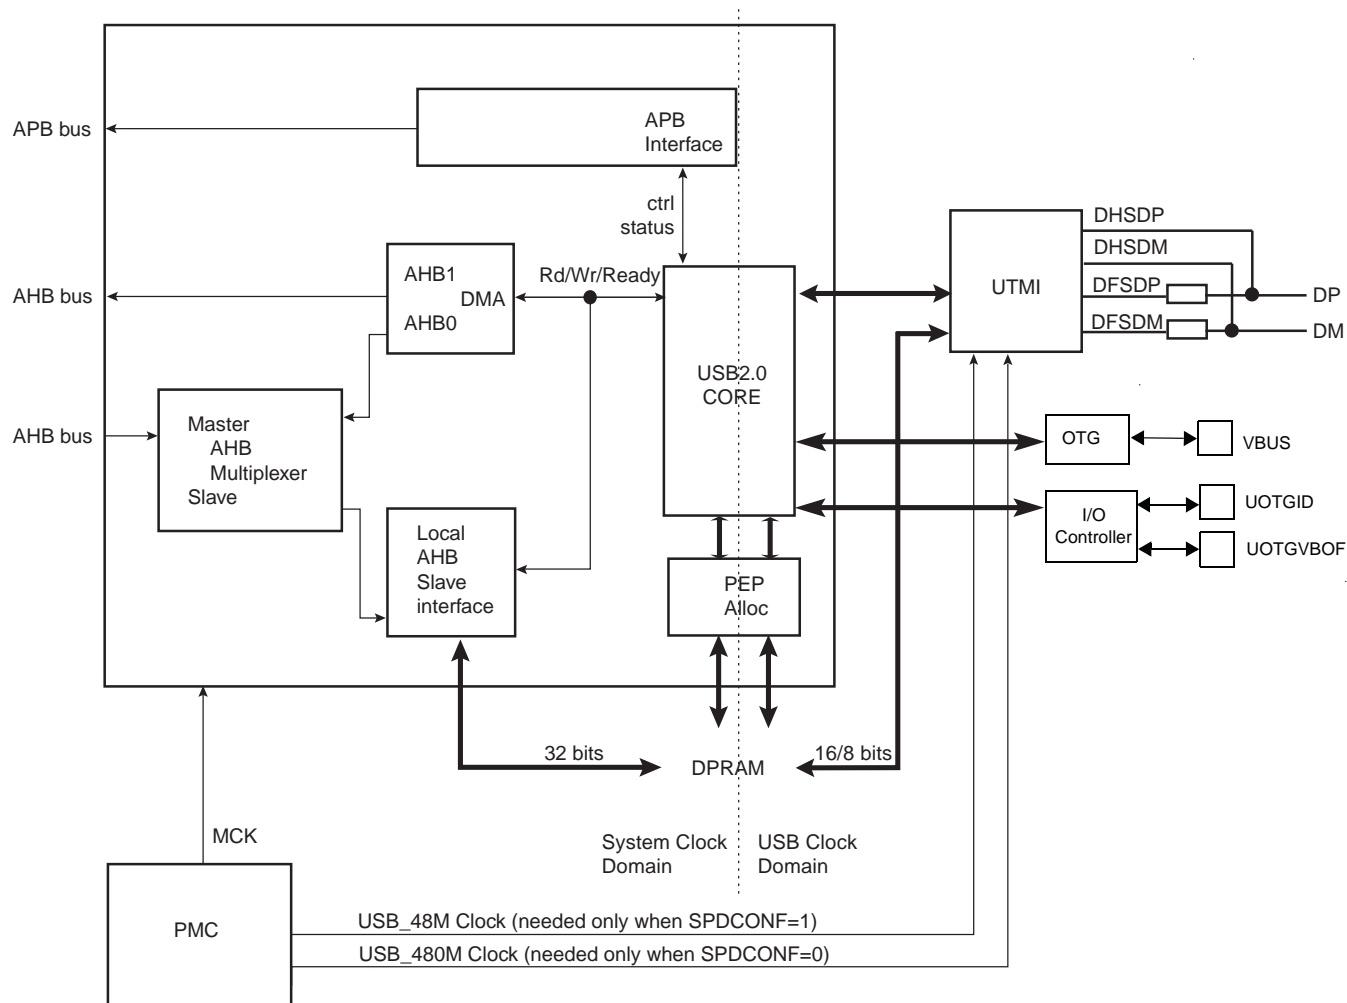 APB bus
APB
Interface
ctrl
status
AHB bus
AHB1
DMA
AHB0
Rd/Wr/Ready
USB2.0
CORE
UTMI
DHSDP
DHSDM
DFSDP
DFSDM
DP
DM
AHB bus
Master
AHB
Multiplexer
Slave
OTG
VBUS
Local
AHB
Slave
interface
I/O
Controller
UOTGID
UOTGVBOF
PEP
Alloc
32 bits
DPRAM
16/8 bits
MCK
System Clock
Domain
USB Clock
Domain
PMC
USB_48M Clock (needed only when SPDCONF=1)
USB_480M Clock (needed only when SPDCONF=0)